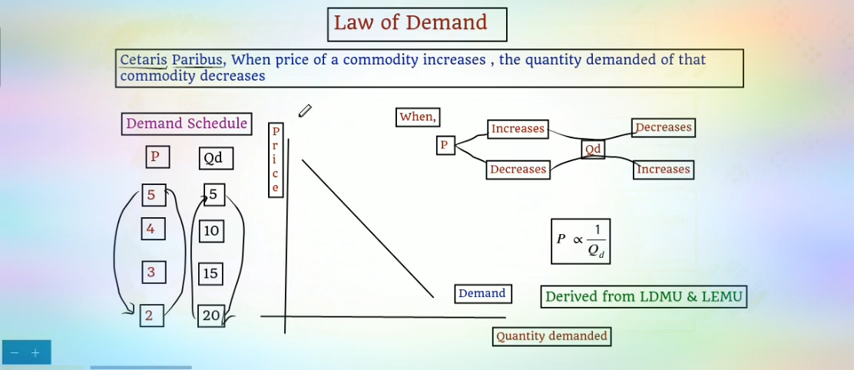 Law of Demand
Cetaris Paribus, When price of a commodity increases , the quantity demanded of that
commodity decreases
Demand Schedule
P Qd
5 5
4 10
3 15
2 20
Price
When,
P
Increases
Decreases
Qd
Decreases
Increases
P ∝ 1/Qd
Demand
Derived from LDMU & LEMU
Quantity demanded